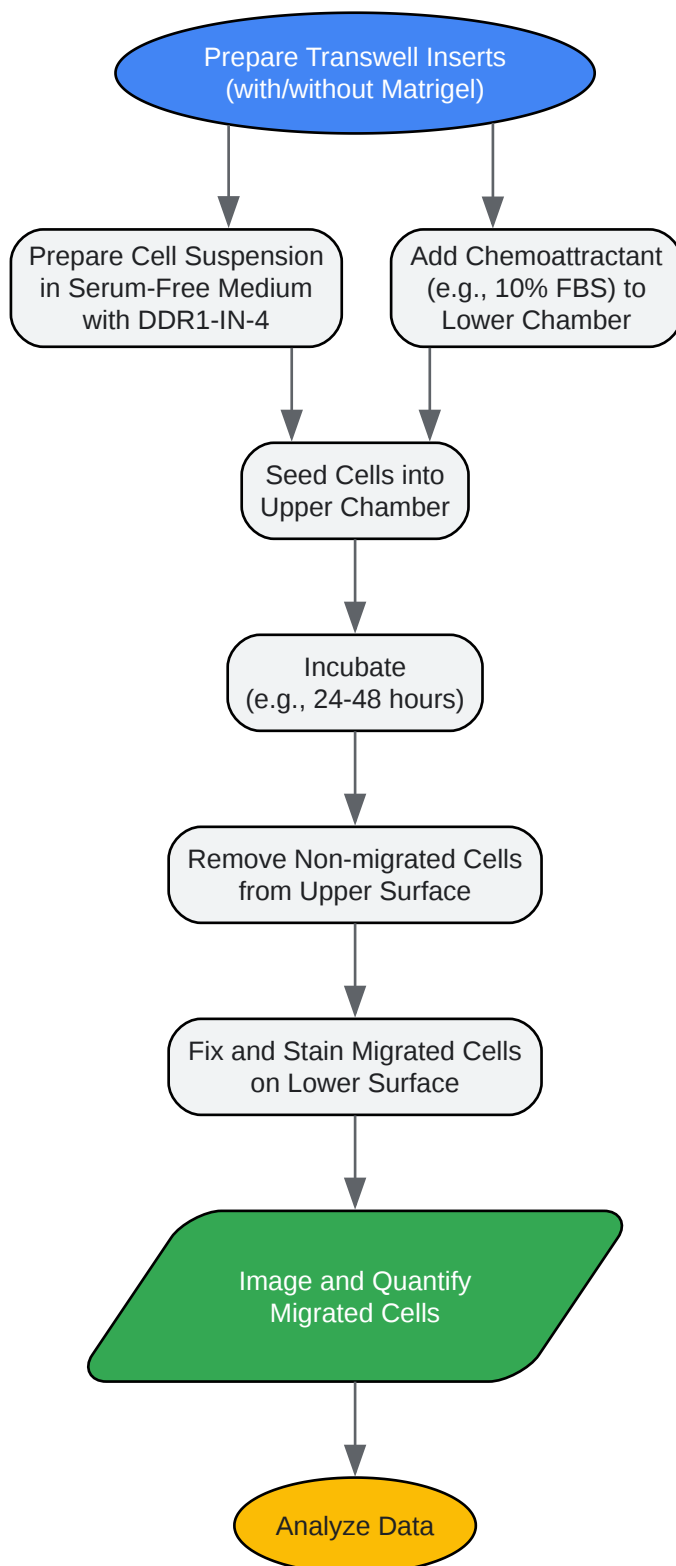 Prepare Transwell Inserts
(with/without Matrigel)
Prepare Cell Suspension
in Serum-Free Medium
with DDR1-IN-4
Add Chemoattractant
(e.g., 10% FBS) to
Lower Chamber
Seed Cells into
Upper Chamber
Incubate
(e.g., 24-48 hours)
Remove Non-migrated Cells
from Upper Surface
Fix and Stain Migrated Cells
on Lower Surface
Image and Quantify
Migrated Cells
Analyze Data